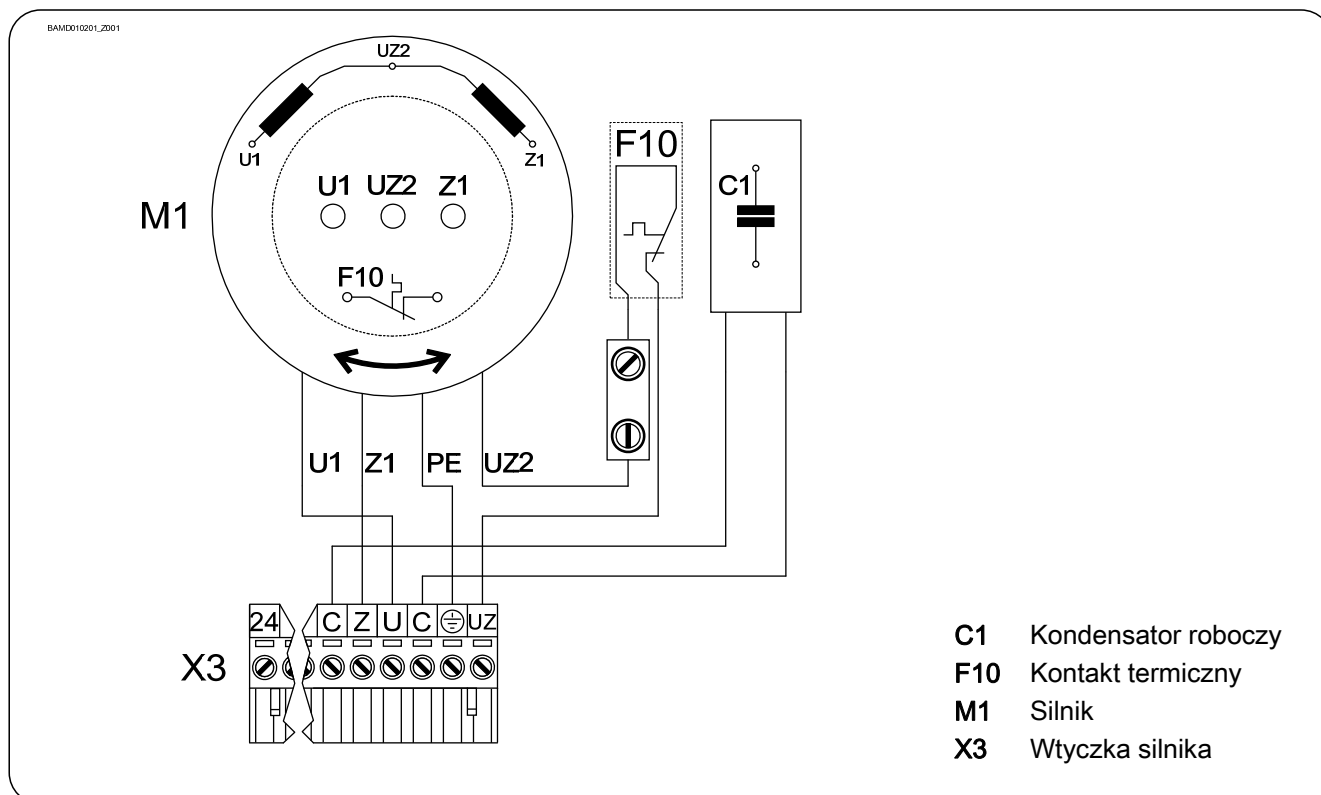 BAMD010201_Z001
UZ2
U1
Z1
U1 UZ2 Z1
F10
M1
F10
C1
U1 Z1 PE UZ2
24 C Z U C UZ
X3
C1 Kondensator roboczy
F10 Kontakt termiczny
M1 Silnik
X3 Wtyczka silnika